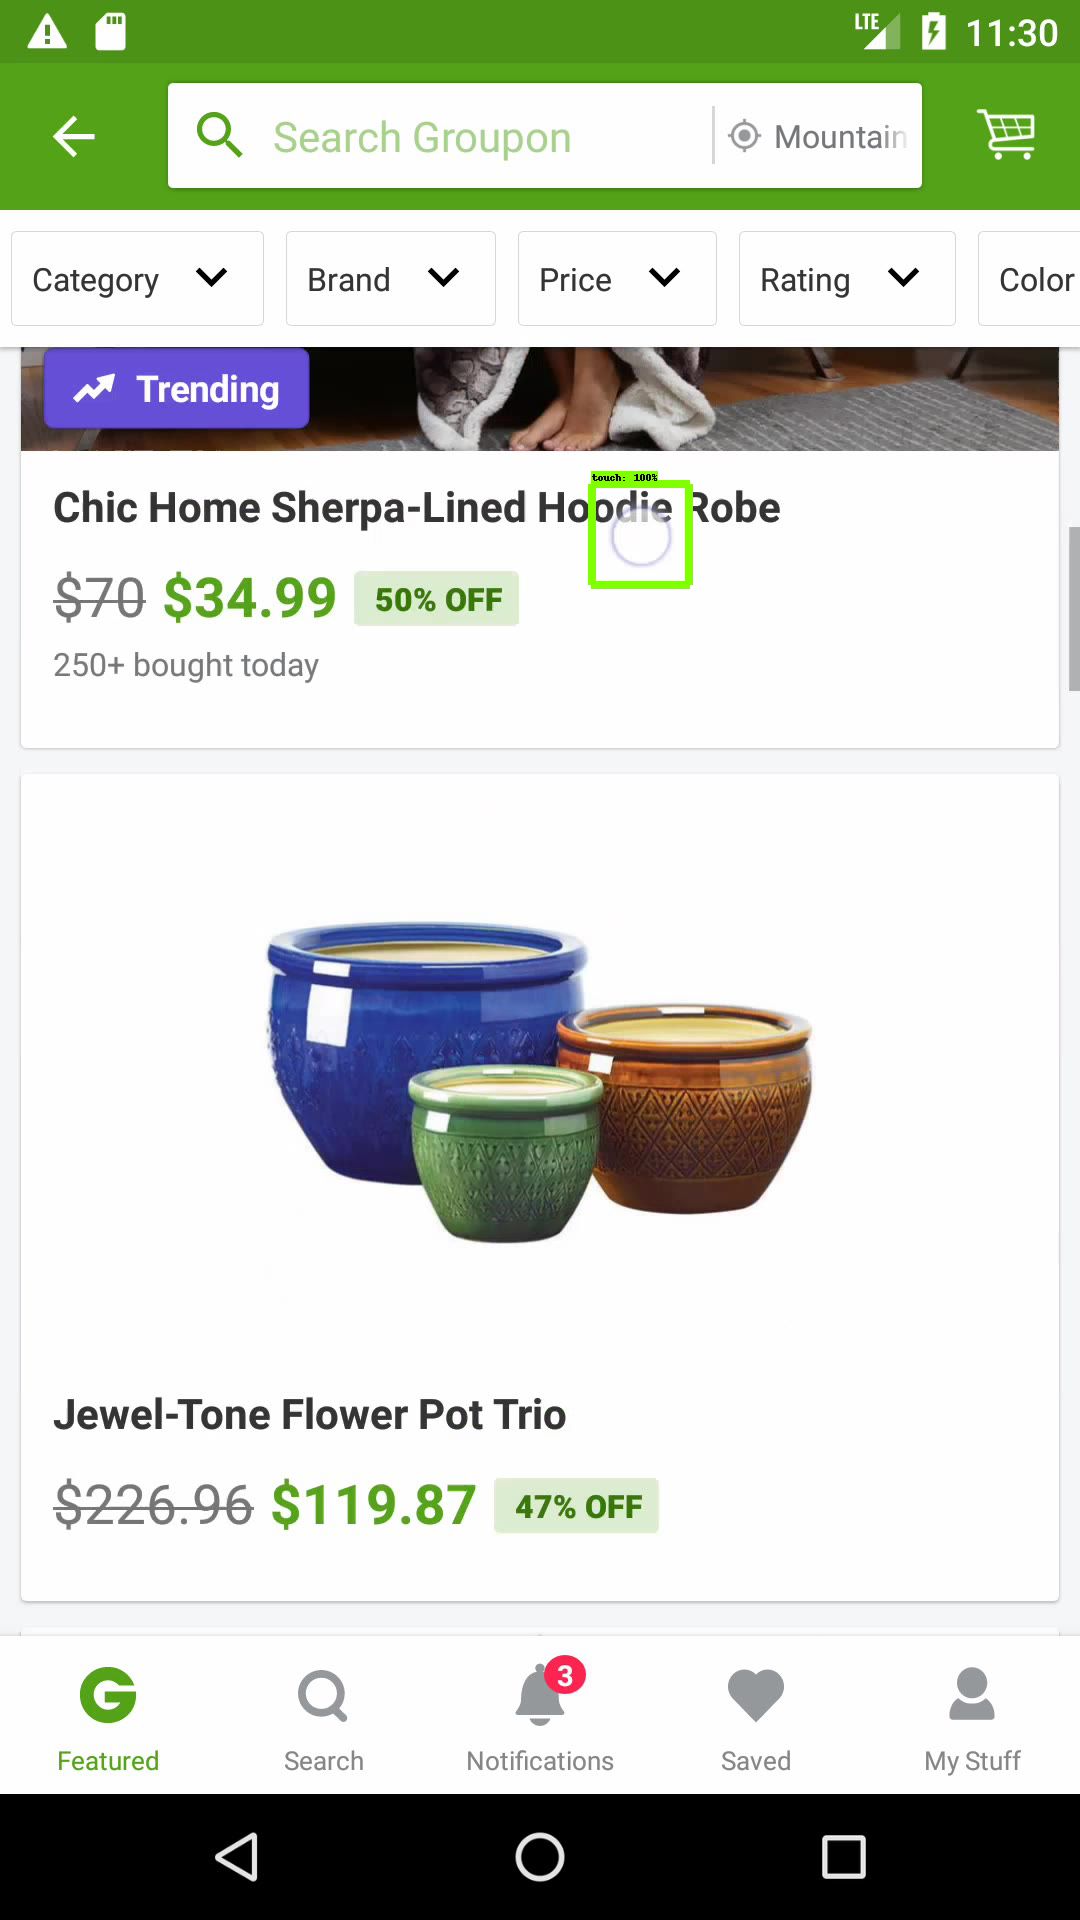 LTE 11:30
Search Groupon Mountain
Category Brand Price Rating Color
Trending
touch: 100%
Chic Home Sherpa-Lined Hoodie Robe
$70 $34.99 50% OFF
250+ bought today
Jewel-Tone Flower Pot Trio
$226.96 $119.87 47% OFF
3
Featured Search Notifications Saved My Stuff